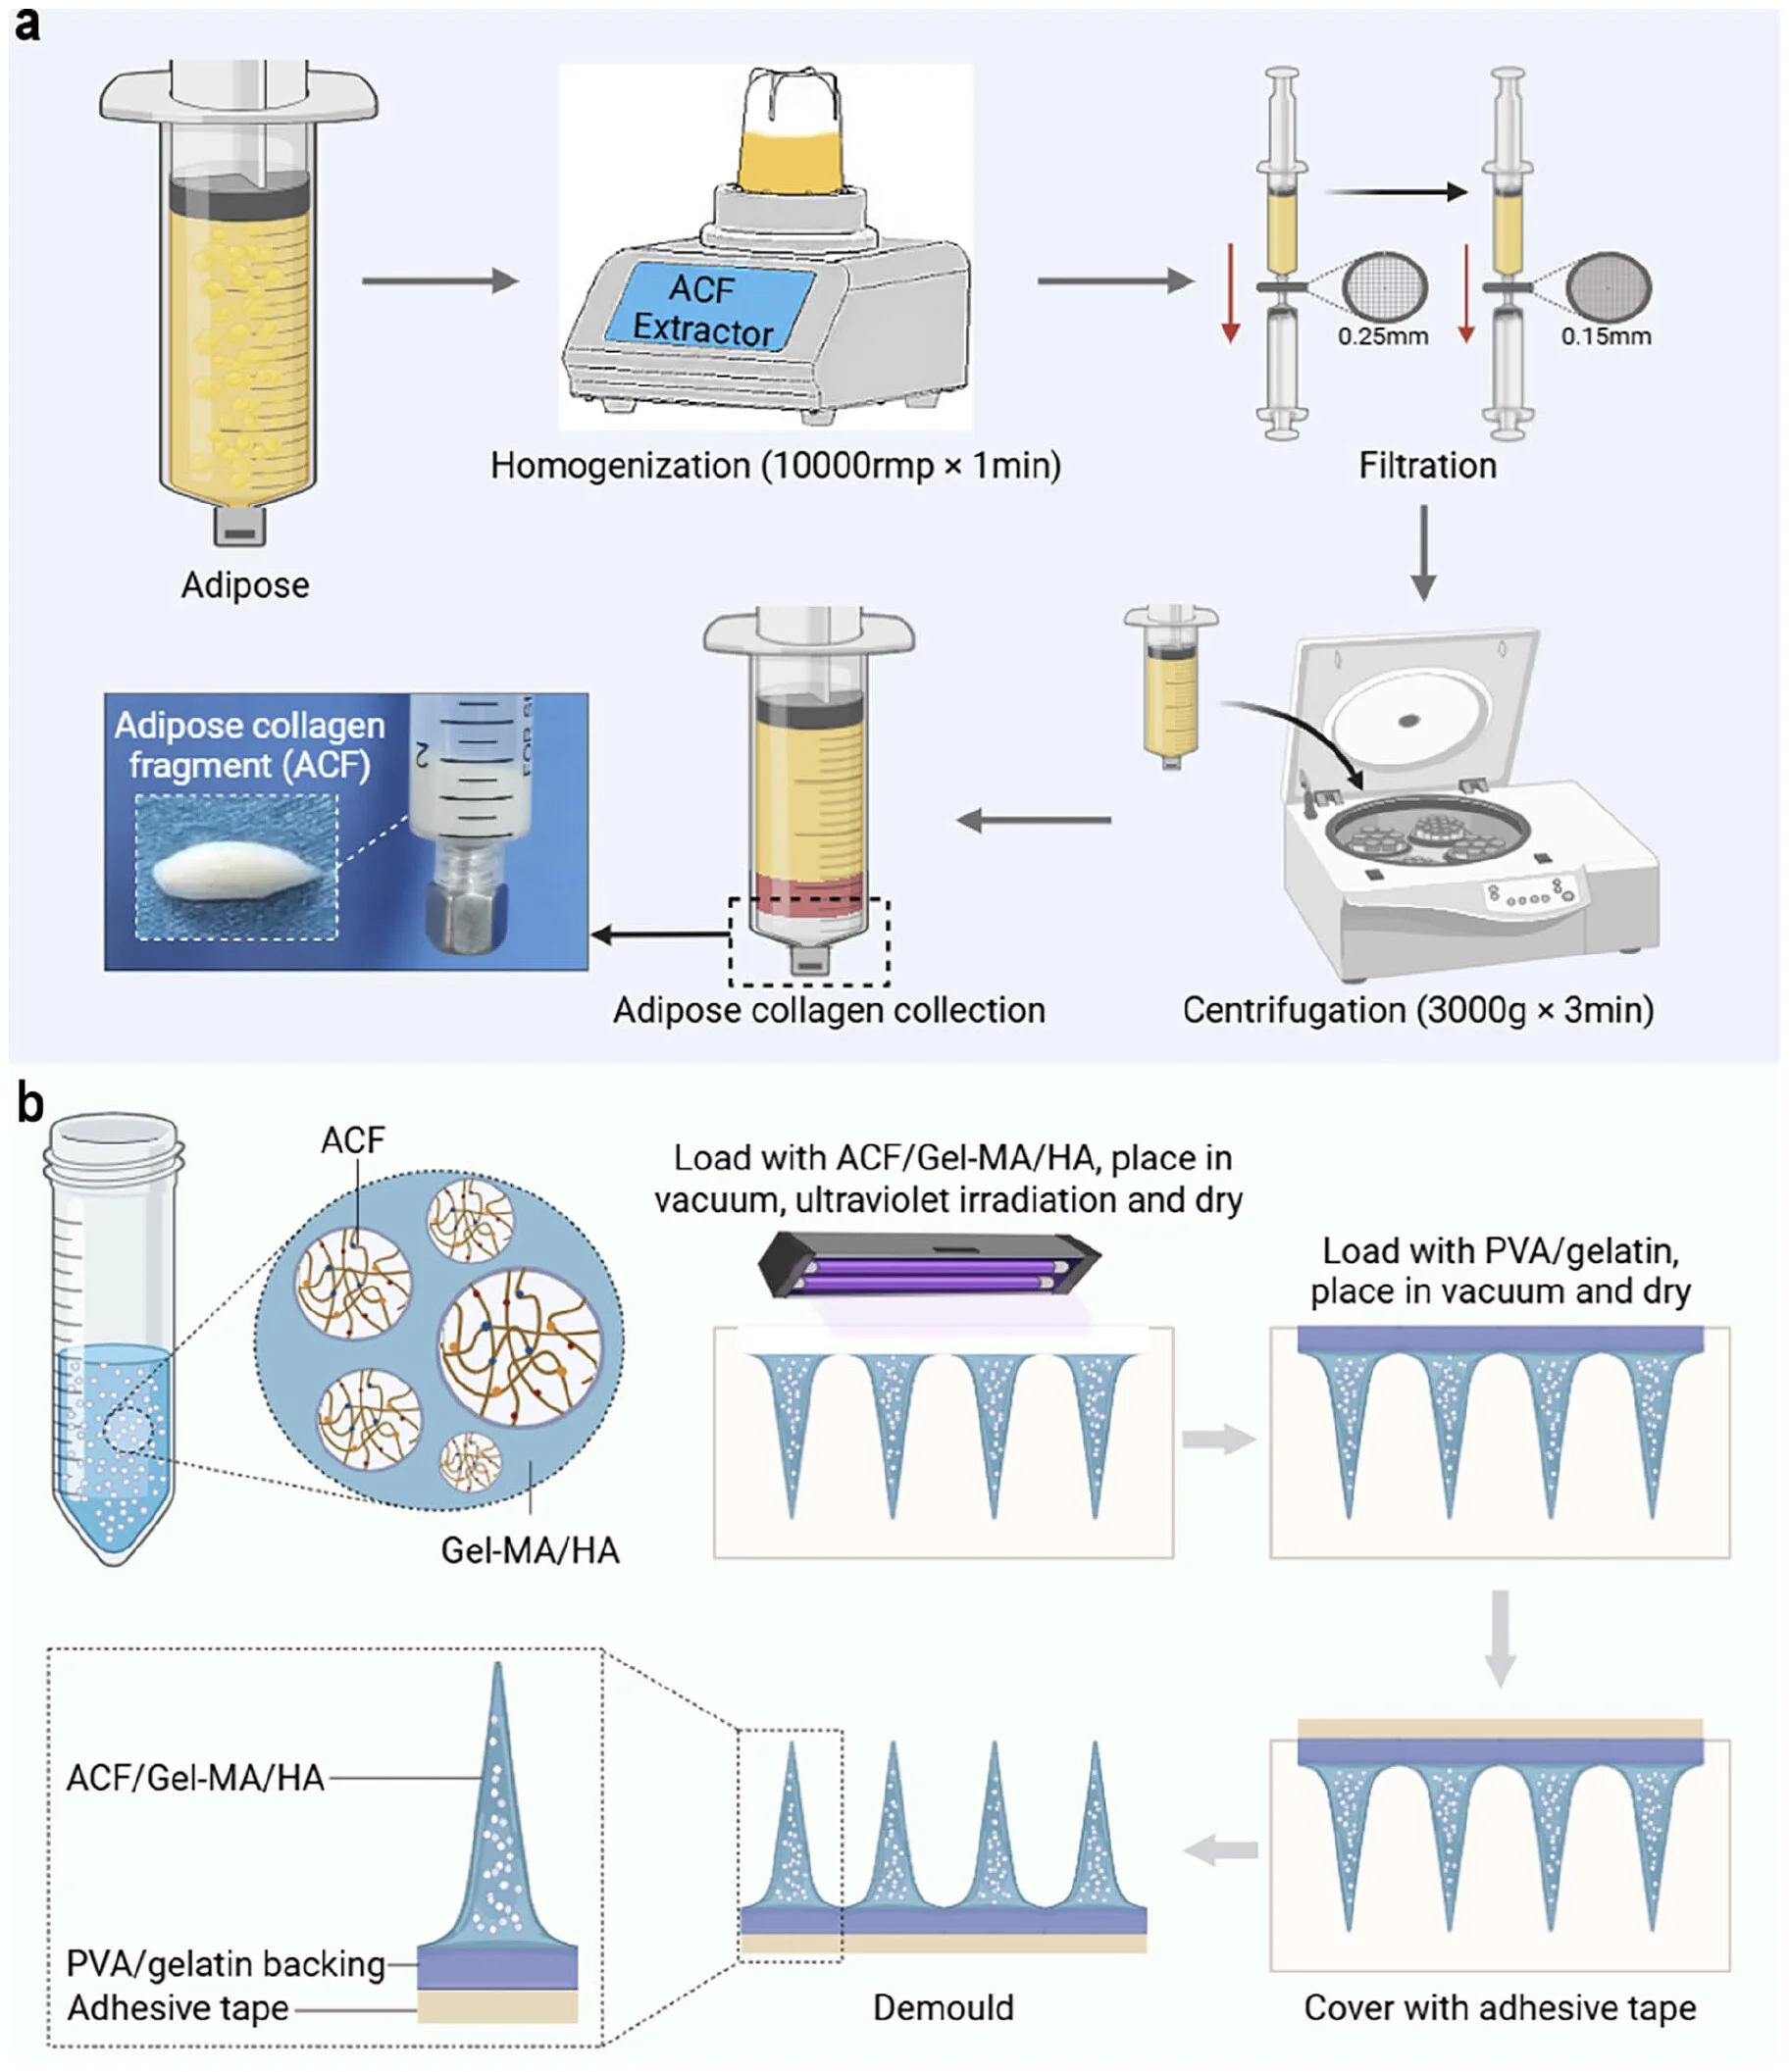 a
ACF
Extractor
0.25mm
0.15mm
Homogenization (10000rmp × 1min)
Filtration
Adipose
Adipose collagen
fragment (ACF)
2
Adipose collagen collection
Centrifugation (3000g × 3min)
b
ACF
Load with ACF/Gel-MA/HA, place in
vacuum, ultraviolet irradiation and dry
Load with PVA/gelatin,
place in vacuum and dry
Gel-MA/HA
ACF/Gel-MA/HA
PVA/gelatin backing
Adhesive tape
Demould
Cover with adhesive tape